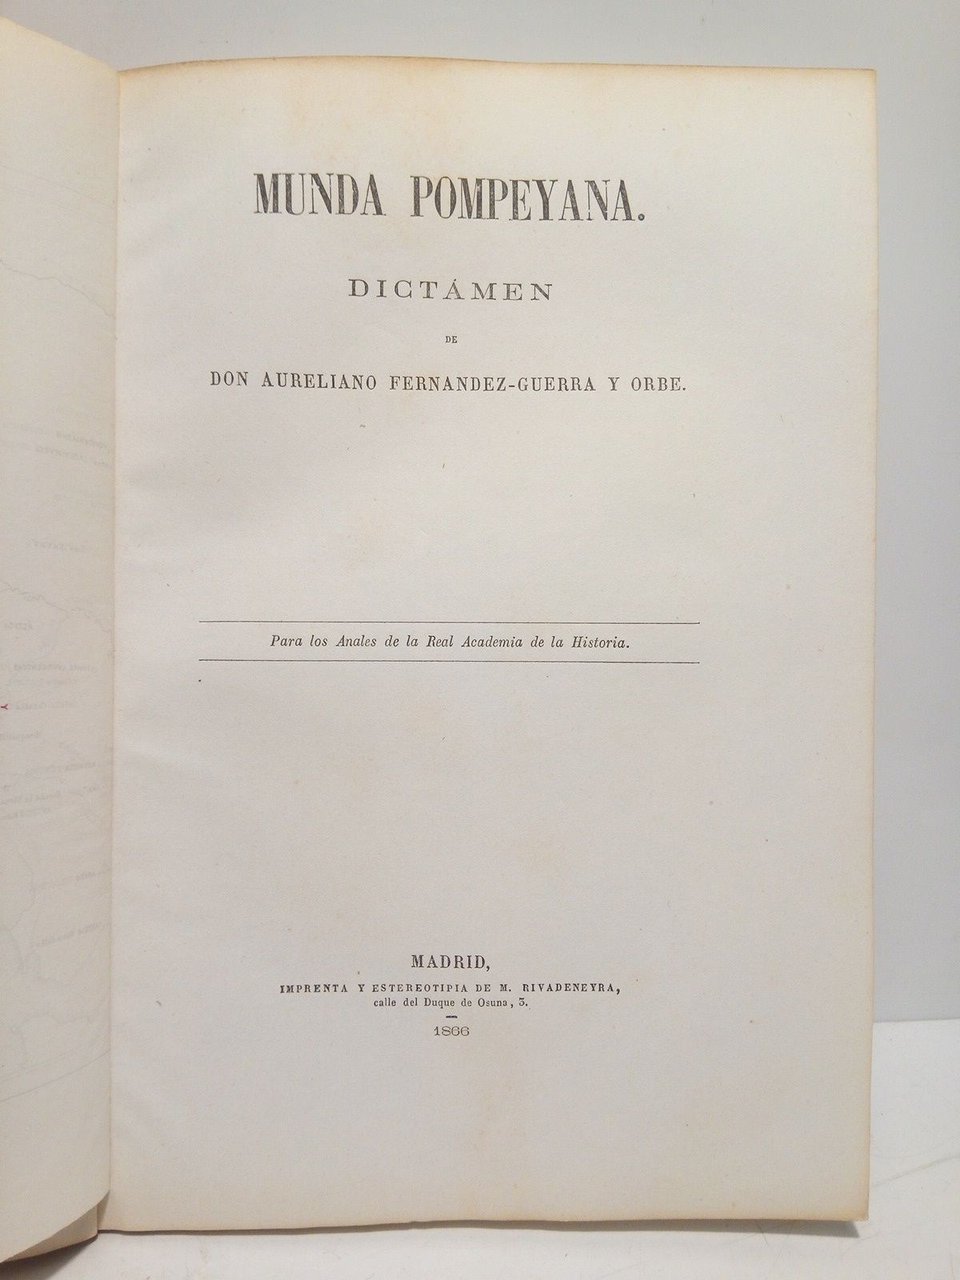 MUNDA POMPEYANA.
DICTÁMEN
DE
DON AURELIANO FERNANDEZ-GUERRA Y ORBE.
Para los Anales de la Real Academia de la Historia.
MADRID,
IMPRENTA Y ESTEREOTIPIA DE M. RIVADENEYRA,
calle del Duque de Osuna, 3.
1866